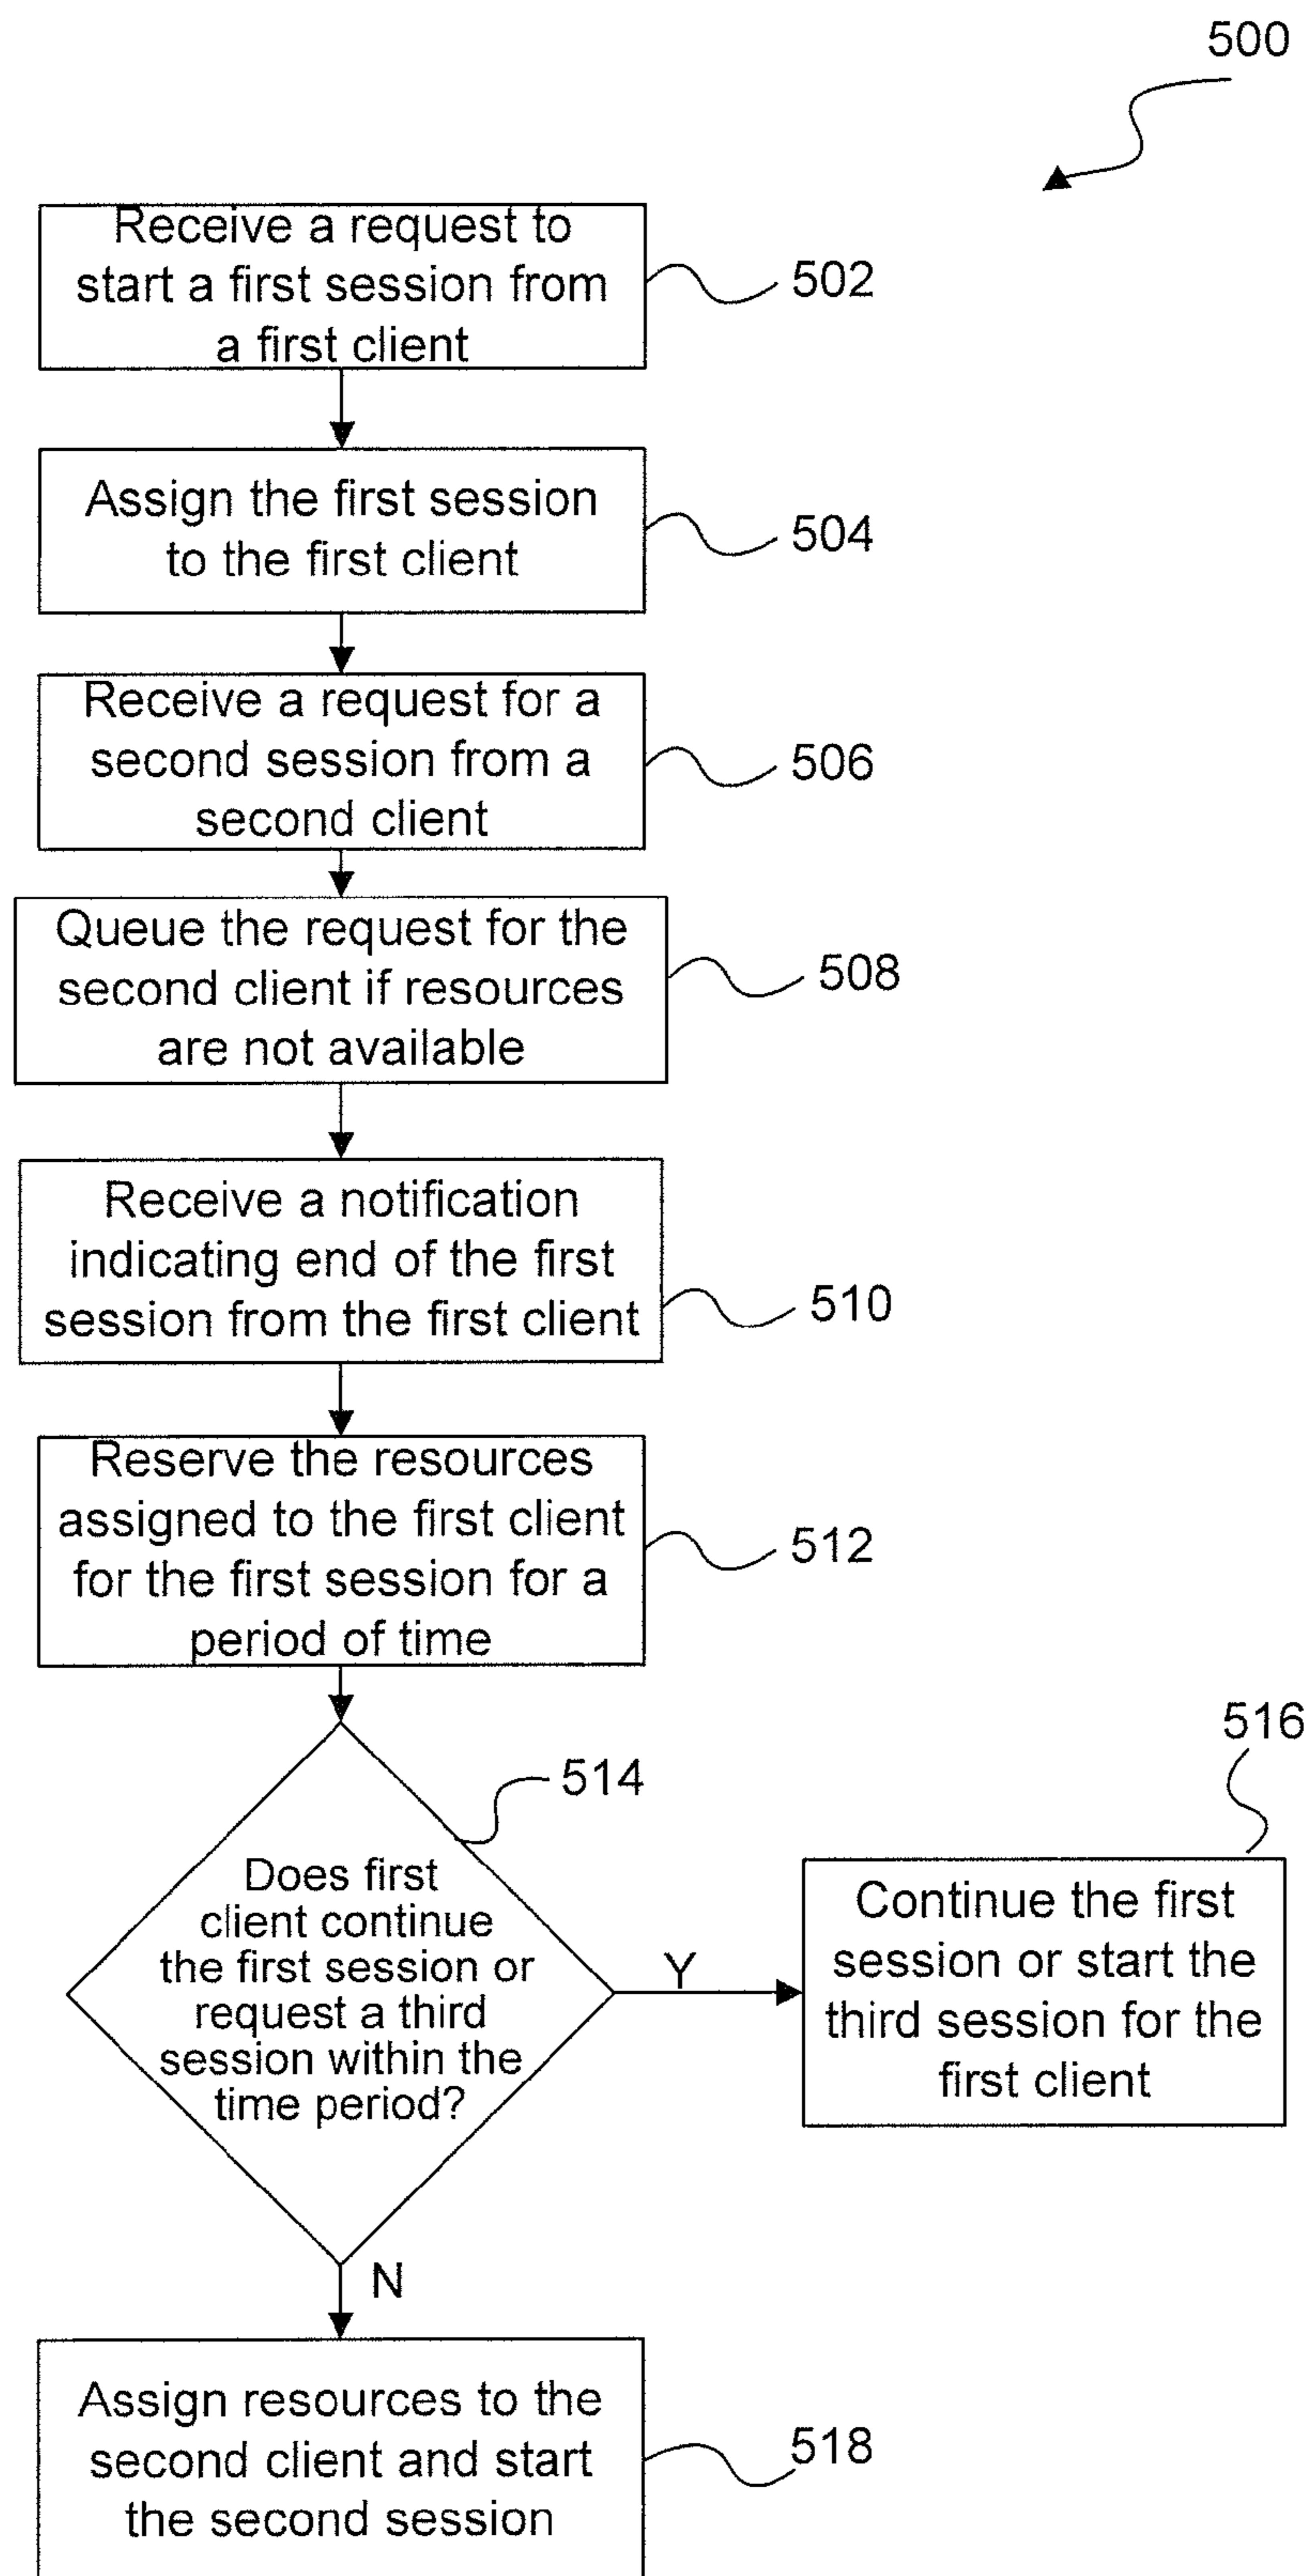 500
Receive a request to
start a first session from
a first client
502
Assign the first session
to the first client
504
Receive a request for a
second session from a
second client
506
Queue the request for the
second client if resources
are not available
508
Receive a notification
indicating end of the first
session from the first client
510
Reserve the resources
assigned to the first client
for the first session for a
period of time
512
514
Does first
client continue
the first session or
request a third
session within the
time period?
Y
516
Continue the first
session or start the
third session for the
first client
N
Assign resources to the
second client and start
the second session
518